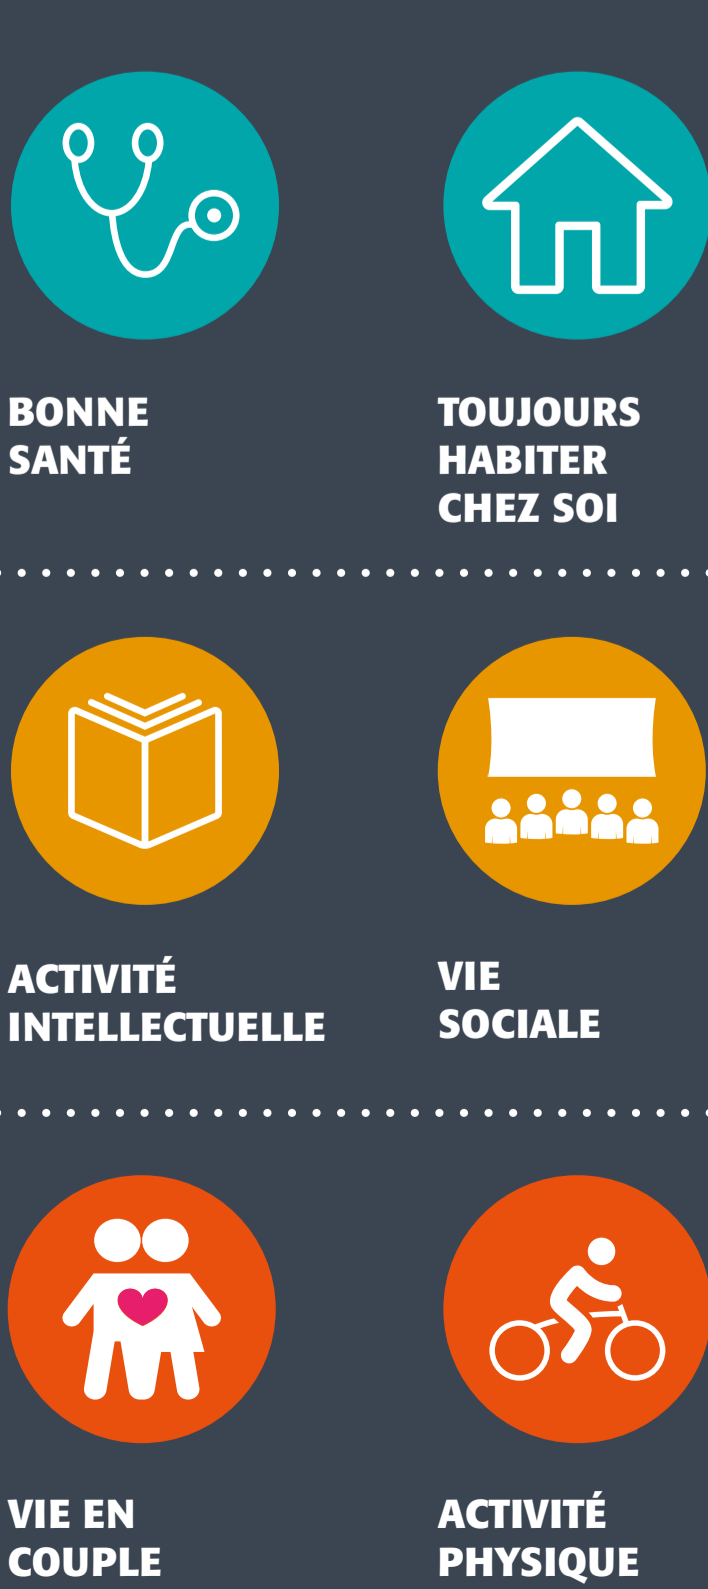 BONNE
SANTÉ
TOUJOURS
HABITER
CHEZ SOI
ACTIVITÉ
INTELLECTUELLE
VIE
SOCIALE
VIE EN
COUPLE
ACTIVITÉ
PHYSIQUE